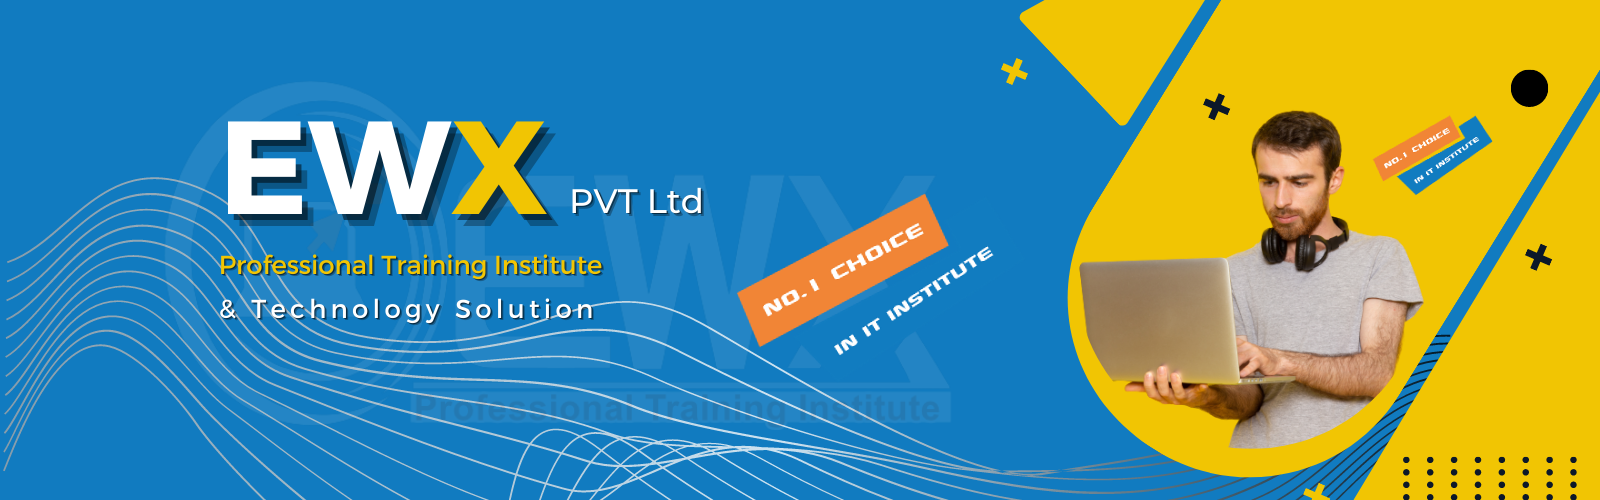 EWX PVT Ltd
Professional Training Institute
& Technology Solution
NO.1 CHOICE
IN IT INSTITUTE
EWX
Professional Training Institute
NO.1 CHOICE
IN IT INSTITUTE